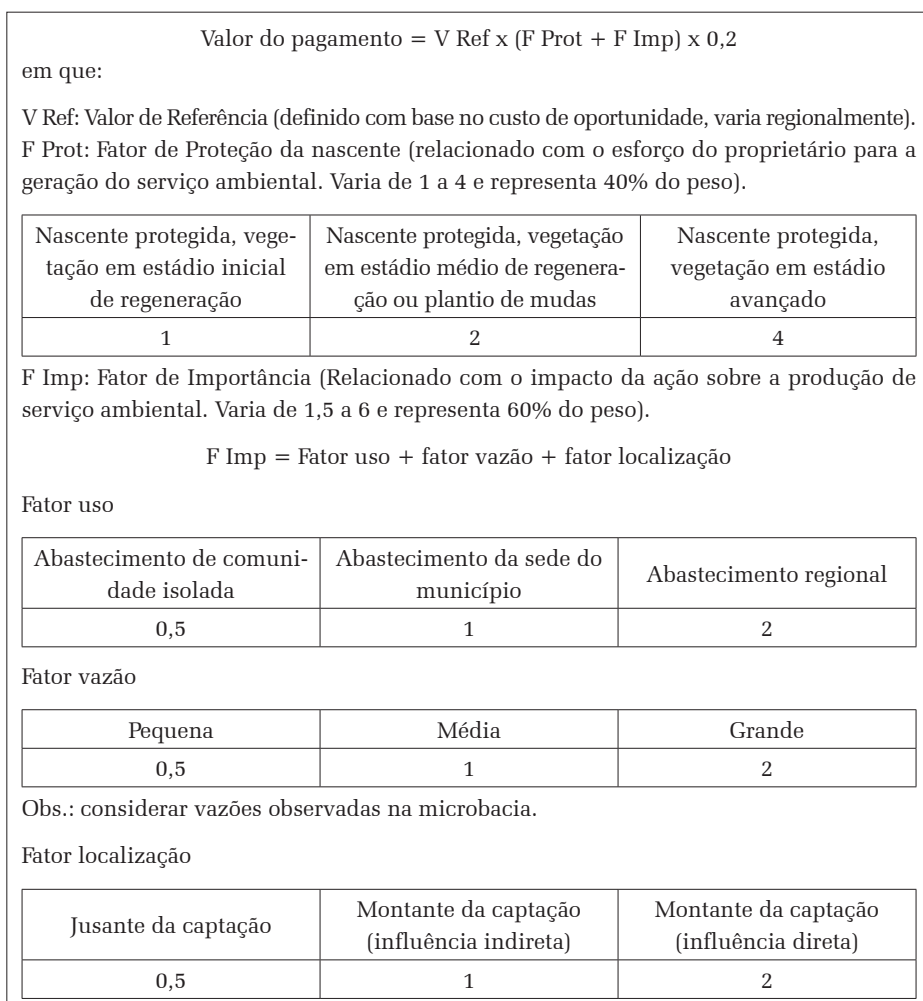 Valor do pagamento = V Ref x (F Prot + F Imp) x 0,2
em que:
V Ref: Valor de Referência (definido com base no custo de oportunidade, varia regionalmente).
F Prot: Fator de Proteção da nascente (relacionado com o esforço do proprietário para a
geração do serviço ambiental. Varia de 1 a 4 e representa 40% do peso).
Nascente protegida, vege-
tação em estádio inicial
de regeneração
Nascente protegida, vegetação
em estádio médio de regenera-
ção ou plantio de mudas
Nascente protegida,
vegetação em estádio
avançado
1 2 4
F Imp: Fator de Importância (Relacionado com o impacto da ação sobre a produção de
serviço ambiental. Varia de 1,5 a 6 e representa 60% do peso).
F Imp = Fator uso + fator vazão + fator localização
Fator uso
Abastecimento de comuni-
dade isolada
Abastecimento da sede do
município
Abastecimento regional
0,5 1 2
Fator vazão
Pequena Média Grande
0,5 1 2
Obs.: considerar vazões observadas na microbacia.
Fator localização
Jusante da captação
Montante da captação
(influência indireta)
Montante da captação
(influência direta)
0,5 1 2